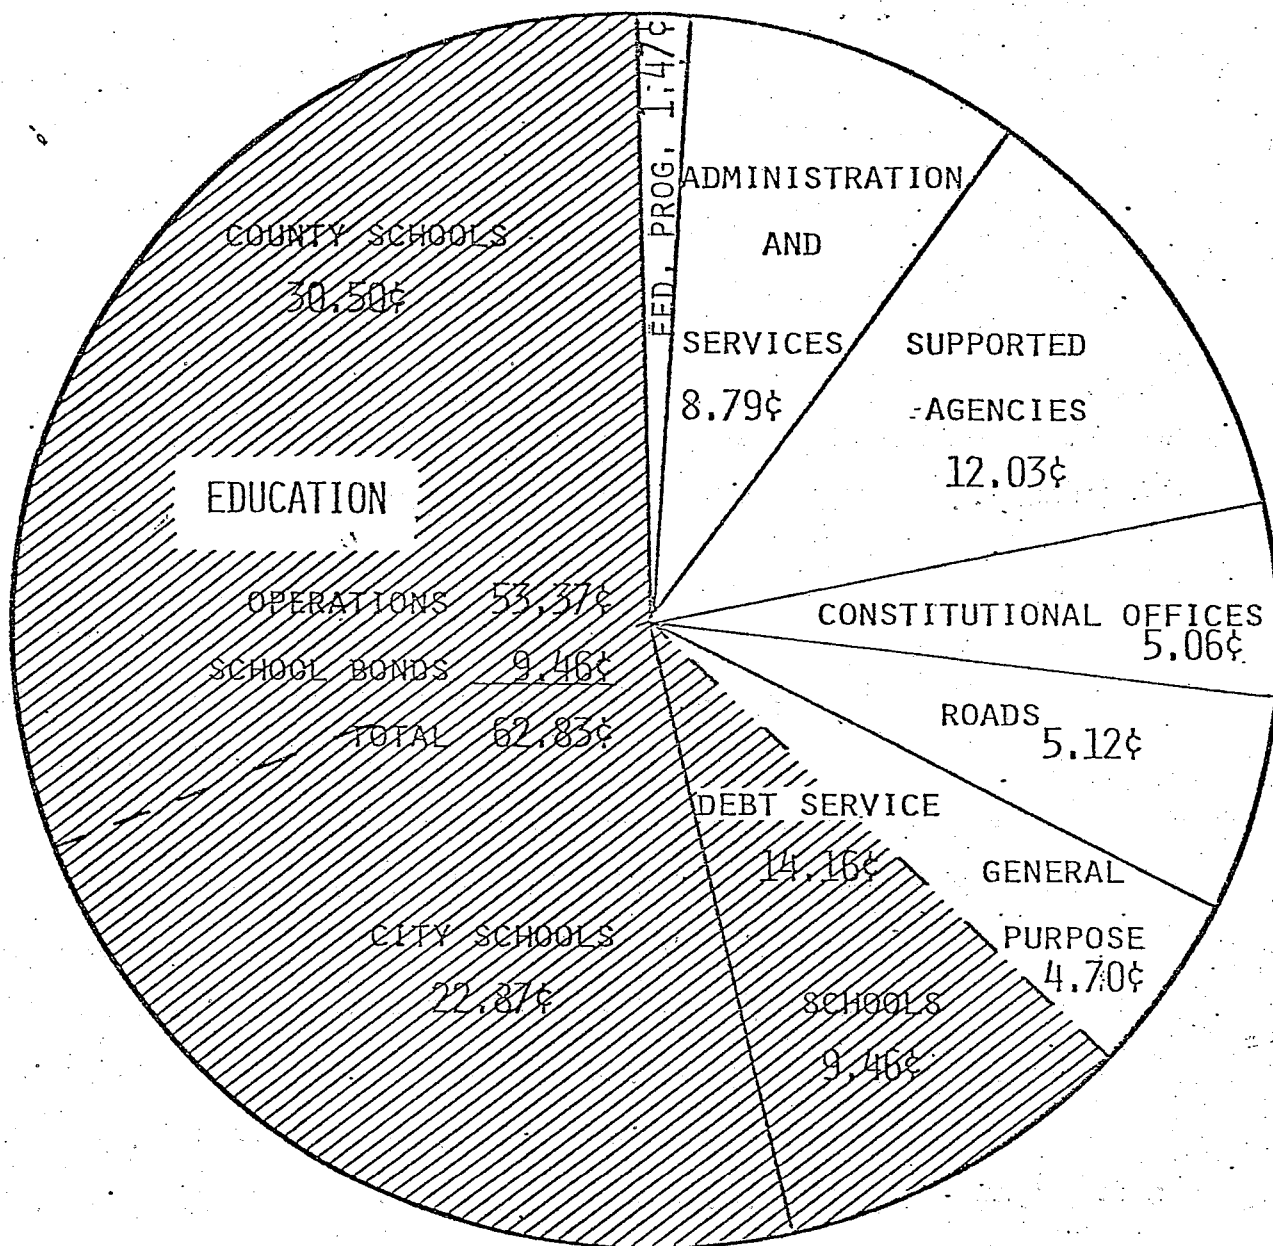 FED. PROG. 1.47¢
ADMINISTRATION
AND
SERVICES
8.79¢
SUPPORTED
AGENCIES
12.03¢
CONSTITUTIONAL OFFICES
5.06¢
ROADS
5.12¢
GENERAL
PURPOSE
4.70¢
DEBT SERVICE
14.16¢
SCHOOLS
9.46¢
COUNTY SCHOOLS
30.50¢
EDUCATION
OPERATIONS 53.37¢
SCHOOL BONDS 9.46¢
TOTAL 62.83¢
CITY SCHOOLS
22.87¢